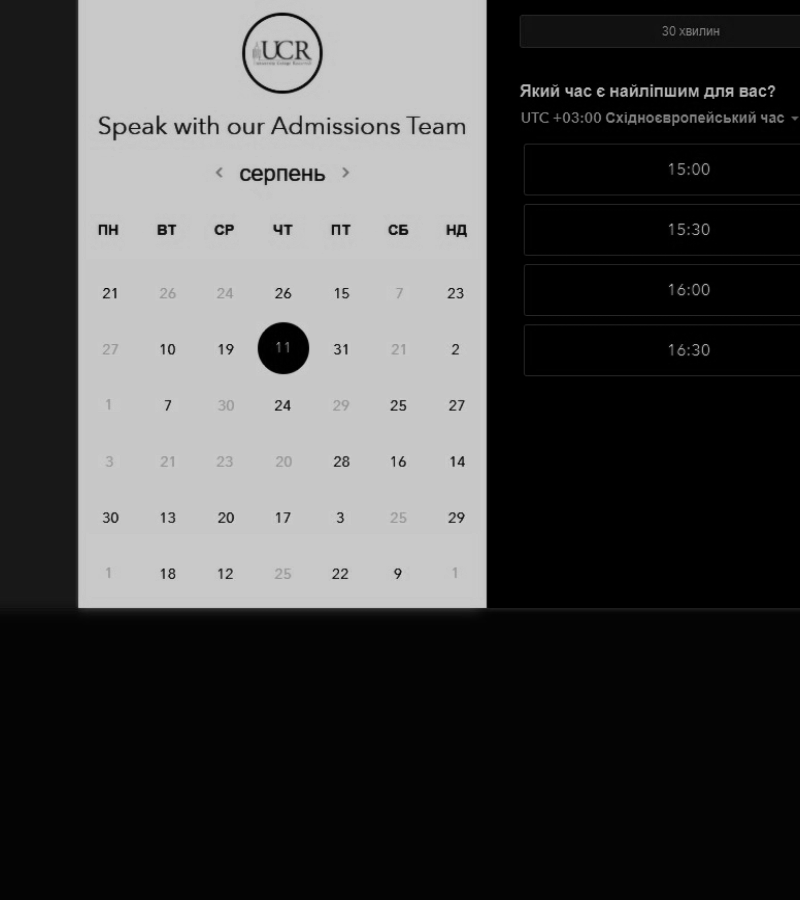 UCR
Speak with our Admissions Team
серпень
ПН ВТ СР ЧТ ПТ СБ НД
21 26 24 26 15 7 23
27 10 19 11 31 21 2
1 7 30 24 29 25 27
3 21 23 20 28 16 14
30 13 20 17 3 25 29
1 18 12 25 22 9 1
30 хвилин
Який час є найліпшим для вас?
UTC +03:00 Східноєвропейський час
15:00
15:30
16:00
16:30